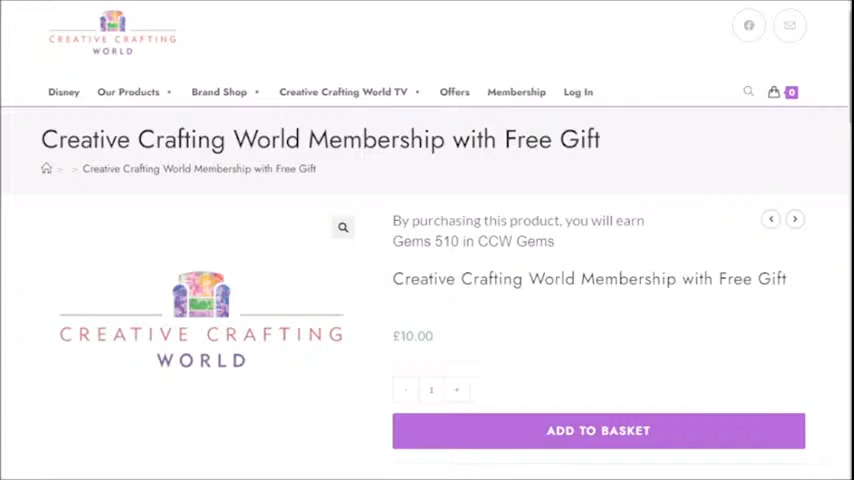 CREATIVE CRAFTING
WORLD
Disney Our Products Brand Shop Creative Crafting World TV Offers Membership Log In 0
Creative Crafting World Membership with Free Gift
> > Creative Crafting World Membership with Free Gift
By purchasing this product, you will earn
Gems 510 in CCW Gems
Creative Crafting World Membership with Free Gift
CREATIVE CRAFTING
WORLD
£10.00
- 1 +
ADD TO BASKET